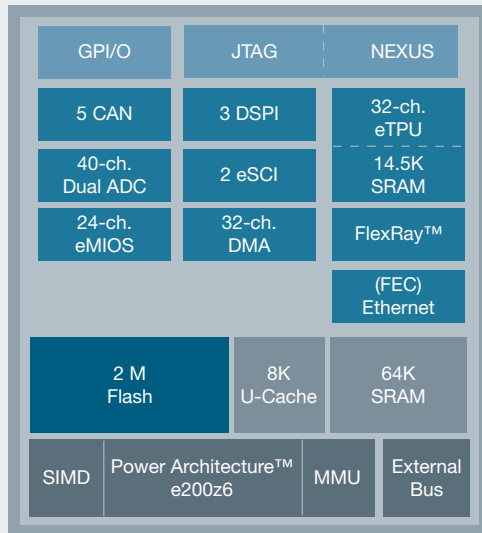 GPI/O
JTAG
NEXUS
5 CAN
3 DSPI
32-ch.
eTPU
40-ch.
Dual ADC
2 eSCI
14.5K
SRAM
24-ch.
eMIOS
32-ch.
DMA
FlexRay™
(FEC)
Ethernet
2 M
Flash
8K
U-Cache
64K
SRAM
SIMD
Power Architecture™
e200z6
MMU
External
Bus